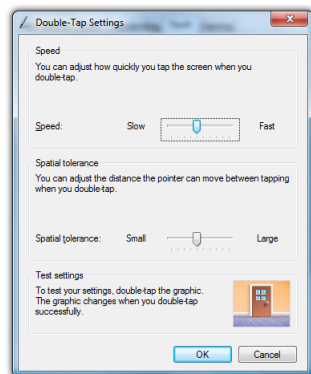 Double-Tap Settings
Speed
You can adjust how quickly you tap the screen when you
double-tap.
Speed: Slow Fast
Spatial tolerance
You can adjust the distance the pointer can move between tapping
when you double-tap.
Spatial tolerance: Small Large
Test settings
To test your settings, double-tap the graphic.
The graphic changes when you double-tap
successfully.
OK Cancel